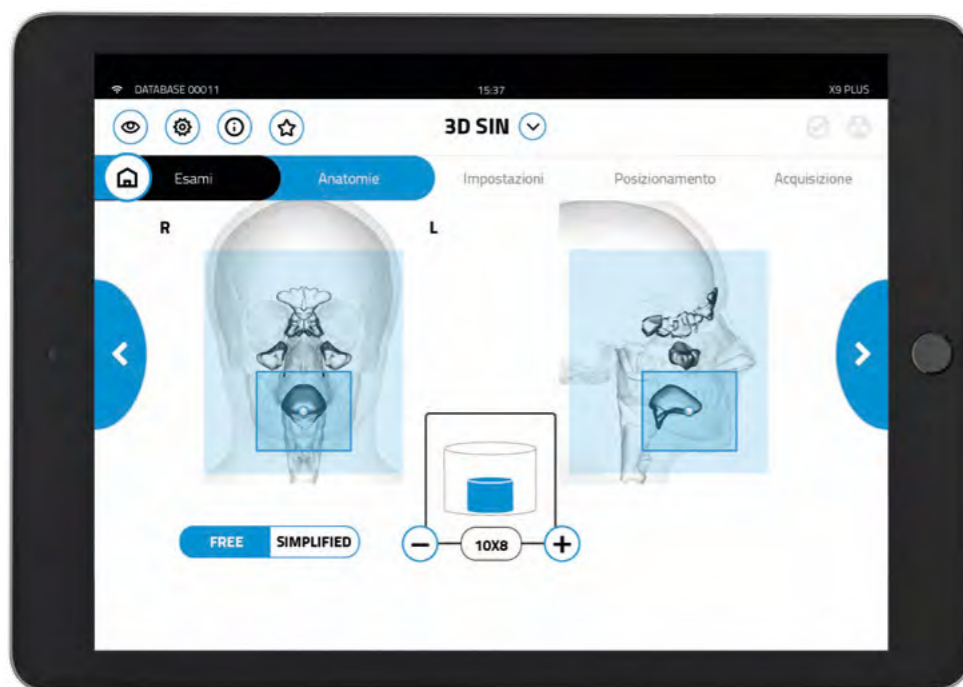 DATABASE 00011 15:37 X9 PLUS
3D SIN
Esami Anatomie Impostazioni Posizionamento Acquisizione
R L
FREE SIMPLIFIED
10X8